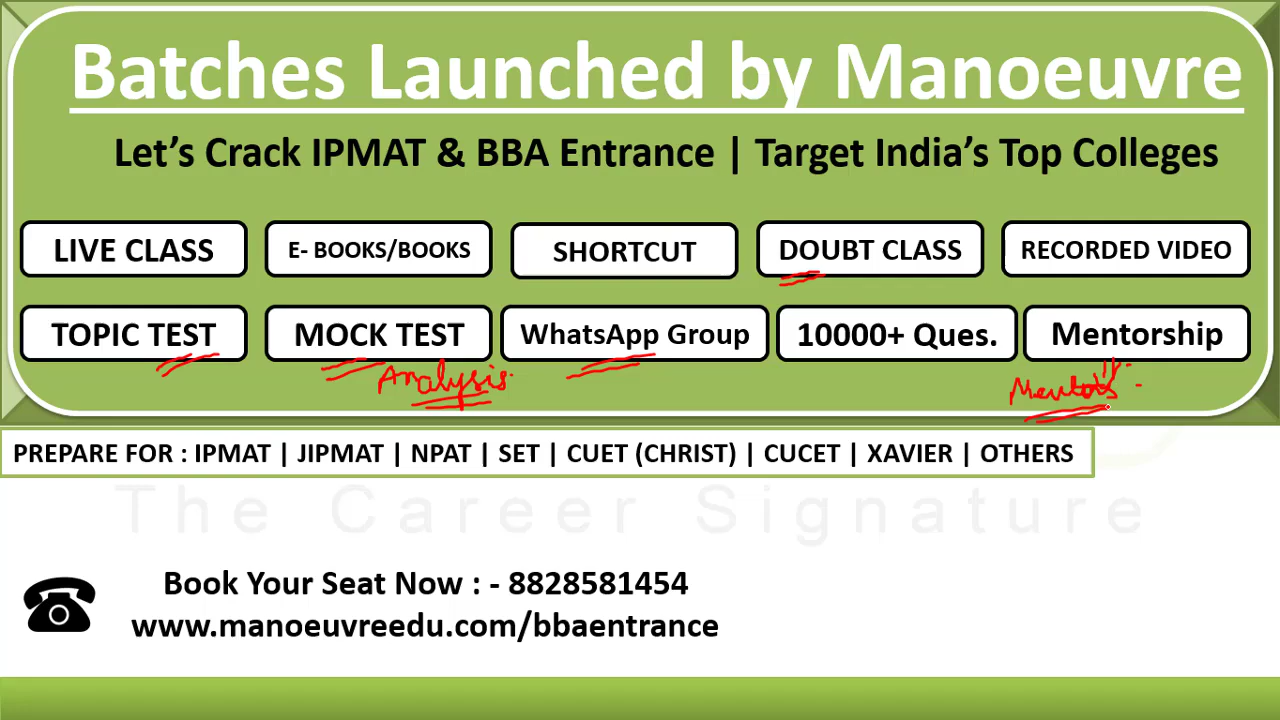 Batches Launched by Manoeuvre
Let's Crack IPMAT & BBA Entrance | Target India's Top Colleges
LIVE CLASS
E- BOOKS/BOOKS
SHORTCUT
DOUBT CLASS
RECORDED VIDEO
TOPIC TEST
MOCK TEST
WhatsApp Group
10000+ Ques.
Mentorship
Analysis
Mentors
PREPARE FOR : IPMAT | JIPMAT | NPAT | SET | CUET (CHRIST) | CUCET | XAVIER | OTHERS
The Career Signature
Book Your Seat Now : - 8828581454
www.manoeuvreedu.com/bbaentrance